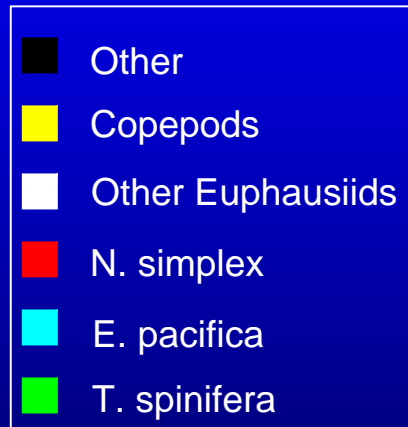 Other
Copepods
Other Euphausiids
N. simplex
E. pacifica
T. spinifera